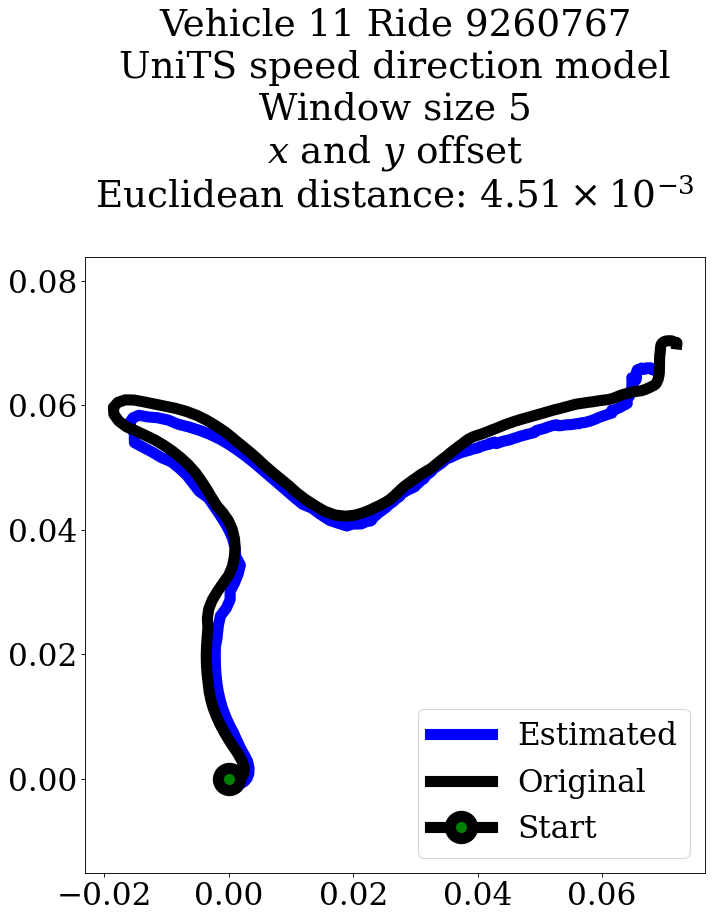 Vehicle 11 Ride 9260767
UniTS speed direction model
Window size 5
x and y offset
Euclidean distance: 4.51 × 10⁻³
0.08
0.06
0.04
0.02
0.00
−0.02 0.00 0.02 0.04 0.06
Estimated
Original
Start